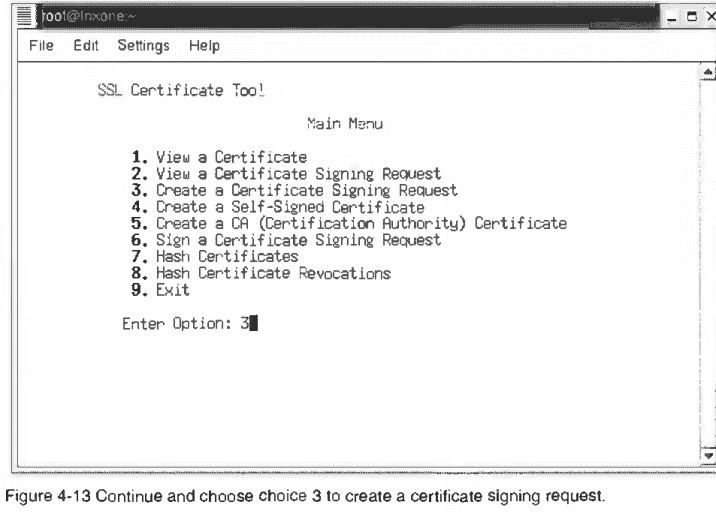 root@lnxone:~
File Edit Settings Help
SSL Certificate Tool
Main Menu
1. View a Certificate
2. View a Certificate Signing Request
3. Create a Certificate Signing Request
4. Create a Self-Signed Certificate
5. Create a CA (Certification Authority) Certificate
6. Sign a Certificate Signing Request
7. Hash Certificates
8. Hash Certificate Revocations
9. Exit
Enter Option: 3
Figure 4-13 Continue and choose choice 3 to create a certificate signing request.